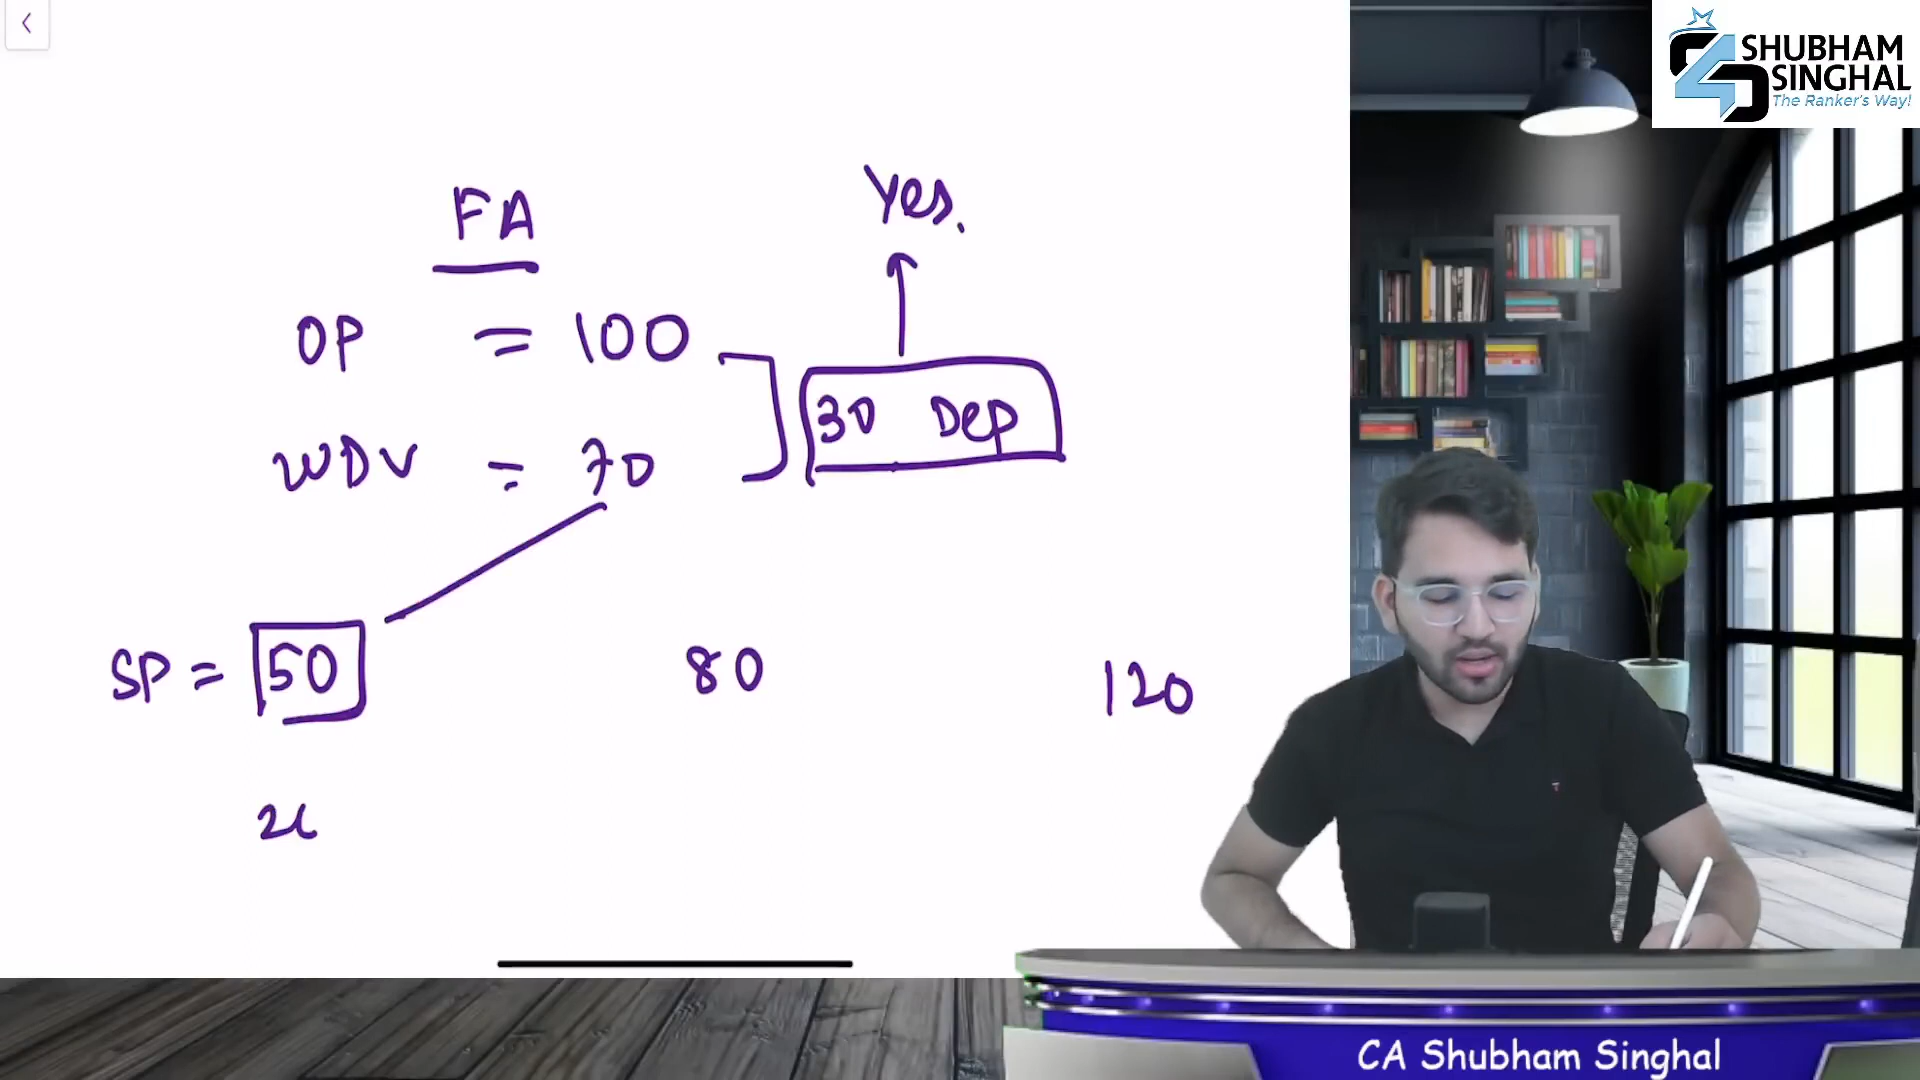 SHUBHAM
SINGHAL
The Ranker's Way!
FA
Yes.
OP = 100
30 Dep
WDV = 70
SP = 50 80 120
CA Shubham Singhal